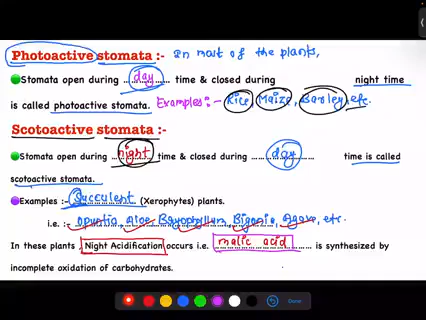 Photoactive stomata :- In most of the plants,
Stomata open during ...day... time & closed during night time
is called photoactive stomata. Examples:- Rice, Maize, Barley, etc.
Scotoactive stomata :-
Stomata open during ...night... time & closed during ...day... time is called
scotoactive stomata.
Examples :- Succulent (Xerophytes) plants.
i.e. :- Opuntia, Aloe, Bryophyllum, Bigonia, Agave, etc.
In these plants, Night Acidification occurs i.e. malic acid is synthesized by
incomplete oxidation of carbohydrates.
Done